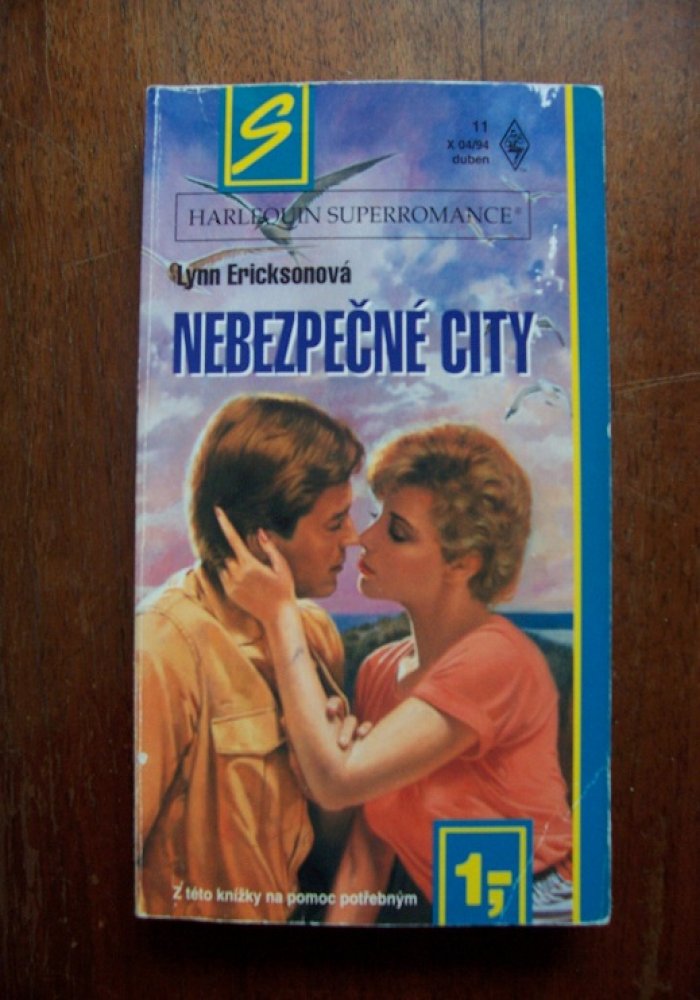 S
11
X 04/94
duben
HARLEQUIN SUPERROMANCE®
Lynn Ericksonová
NEBEZPEČNÉ CITY
Z této knížky na pomoc potřebným
1,-